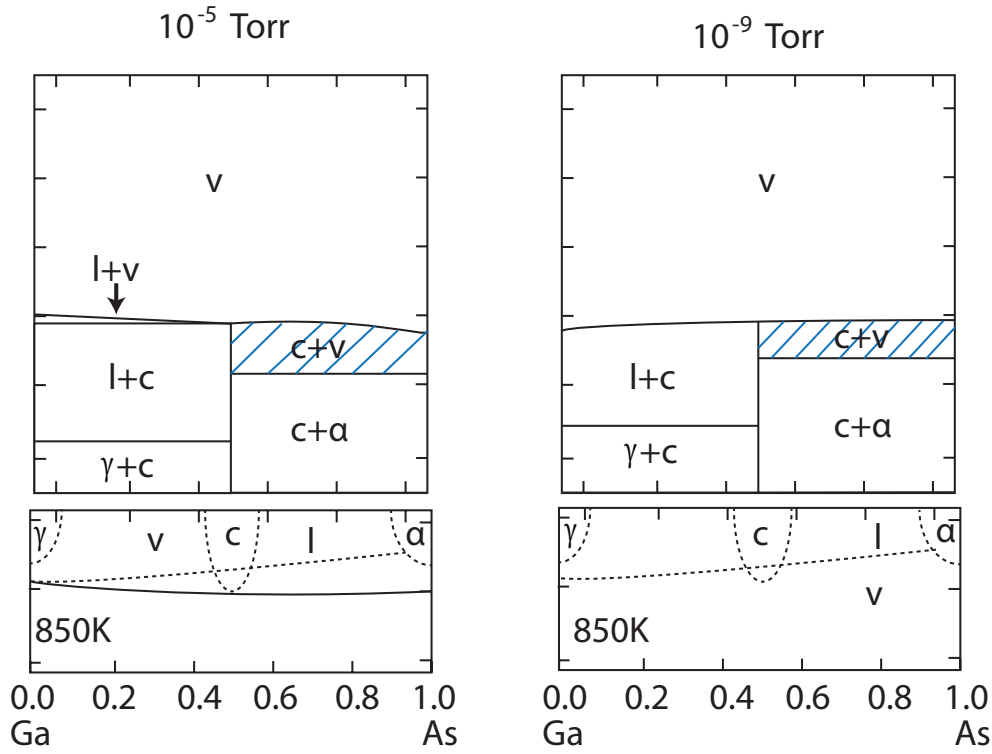 10⁻⁵ Torr
v
l+v
c+v
l+c
c+α
γ+c
γ v c l α
850K
0.0 0.2 0.4 0.6 0.8 1.0
Ga As
10⁻⁹ Torr
v
c+v
l+c
c+α
γ+c
γ c l α
v
850K
0.0 0.2 0.4 0.6 0.8 1.0
Ga As